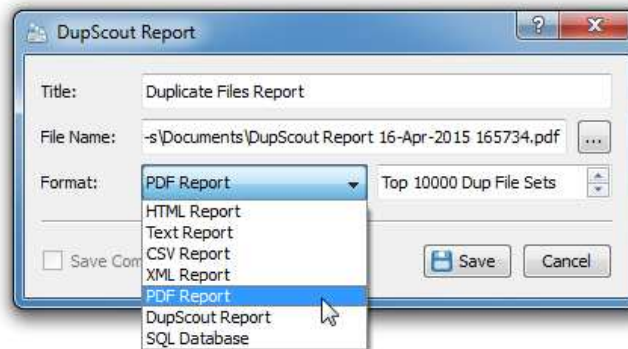 DupScout Report
Title: Duplicate Files Report
File Name: -s\Documents\DupScout Report 16-Apr-2015 165734.pdf ...
Format: PDF Report Top 10000 Dup File Sets
HTML Report
Text Report
CSV Report
Save Save Cancel
XML Report
PDF Report
DupScout Report
SQL Database